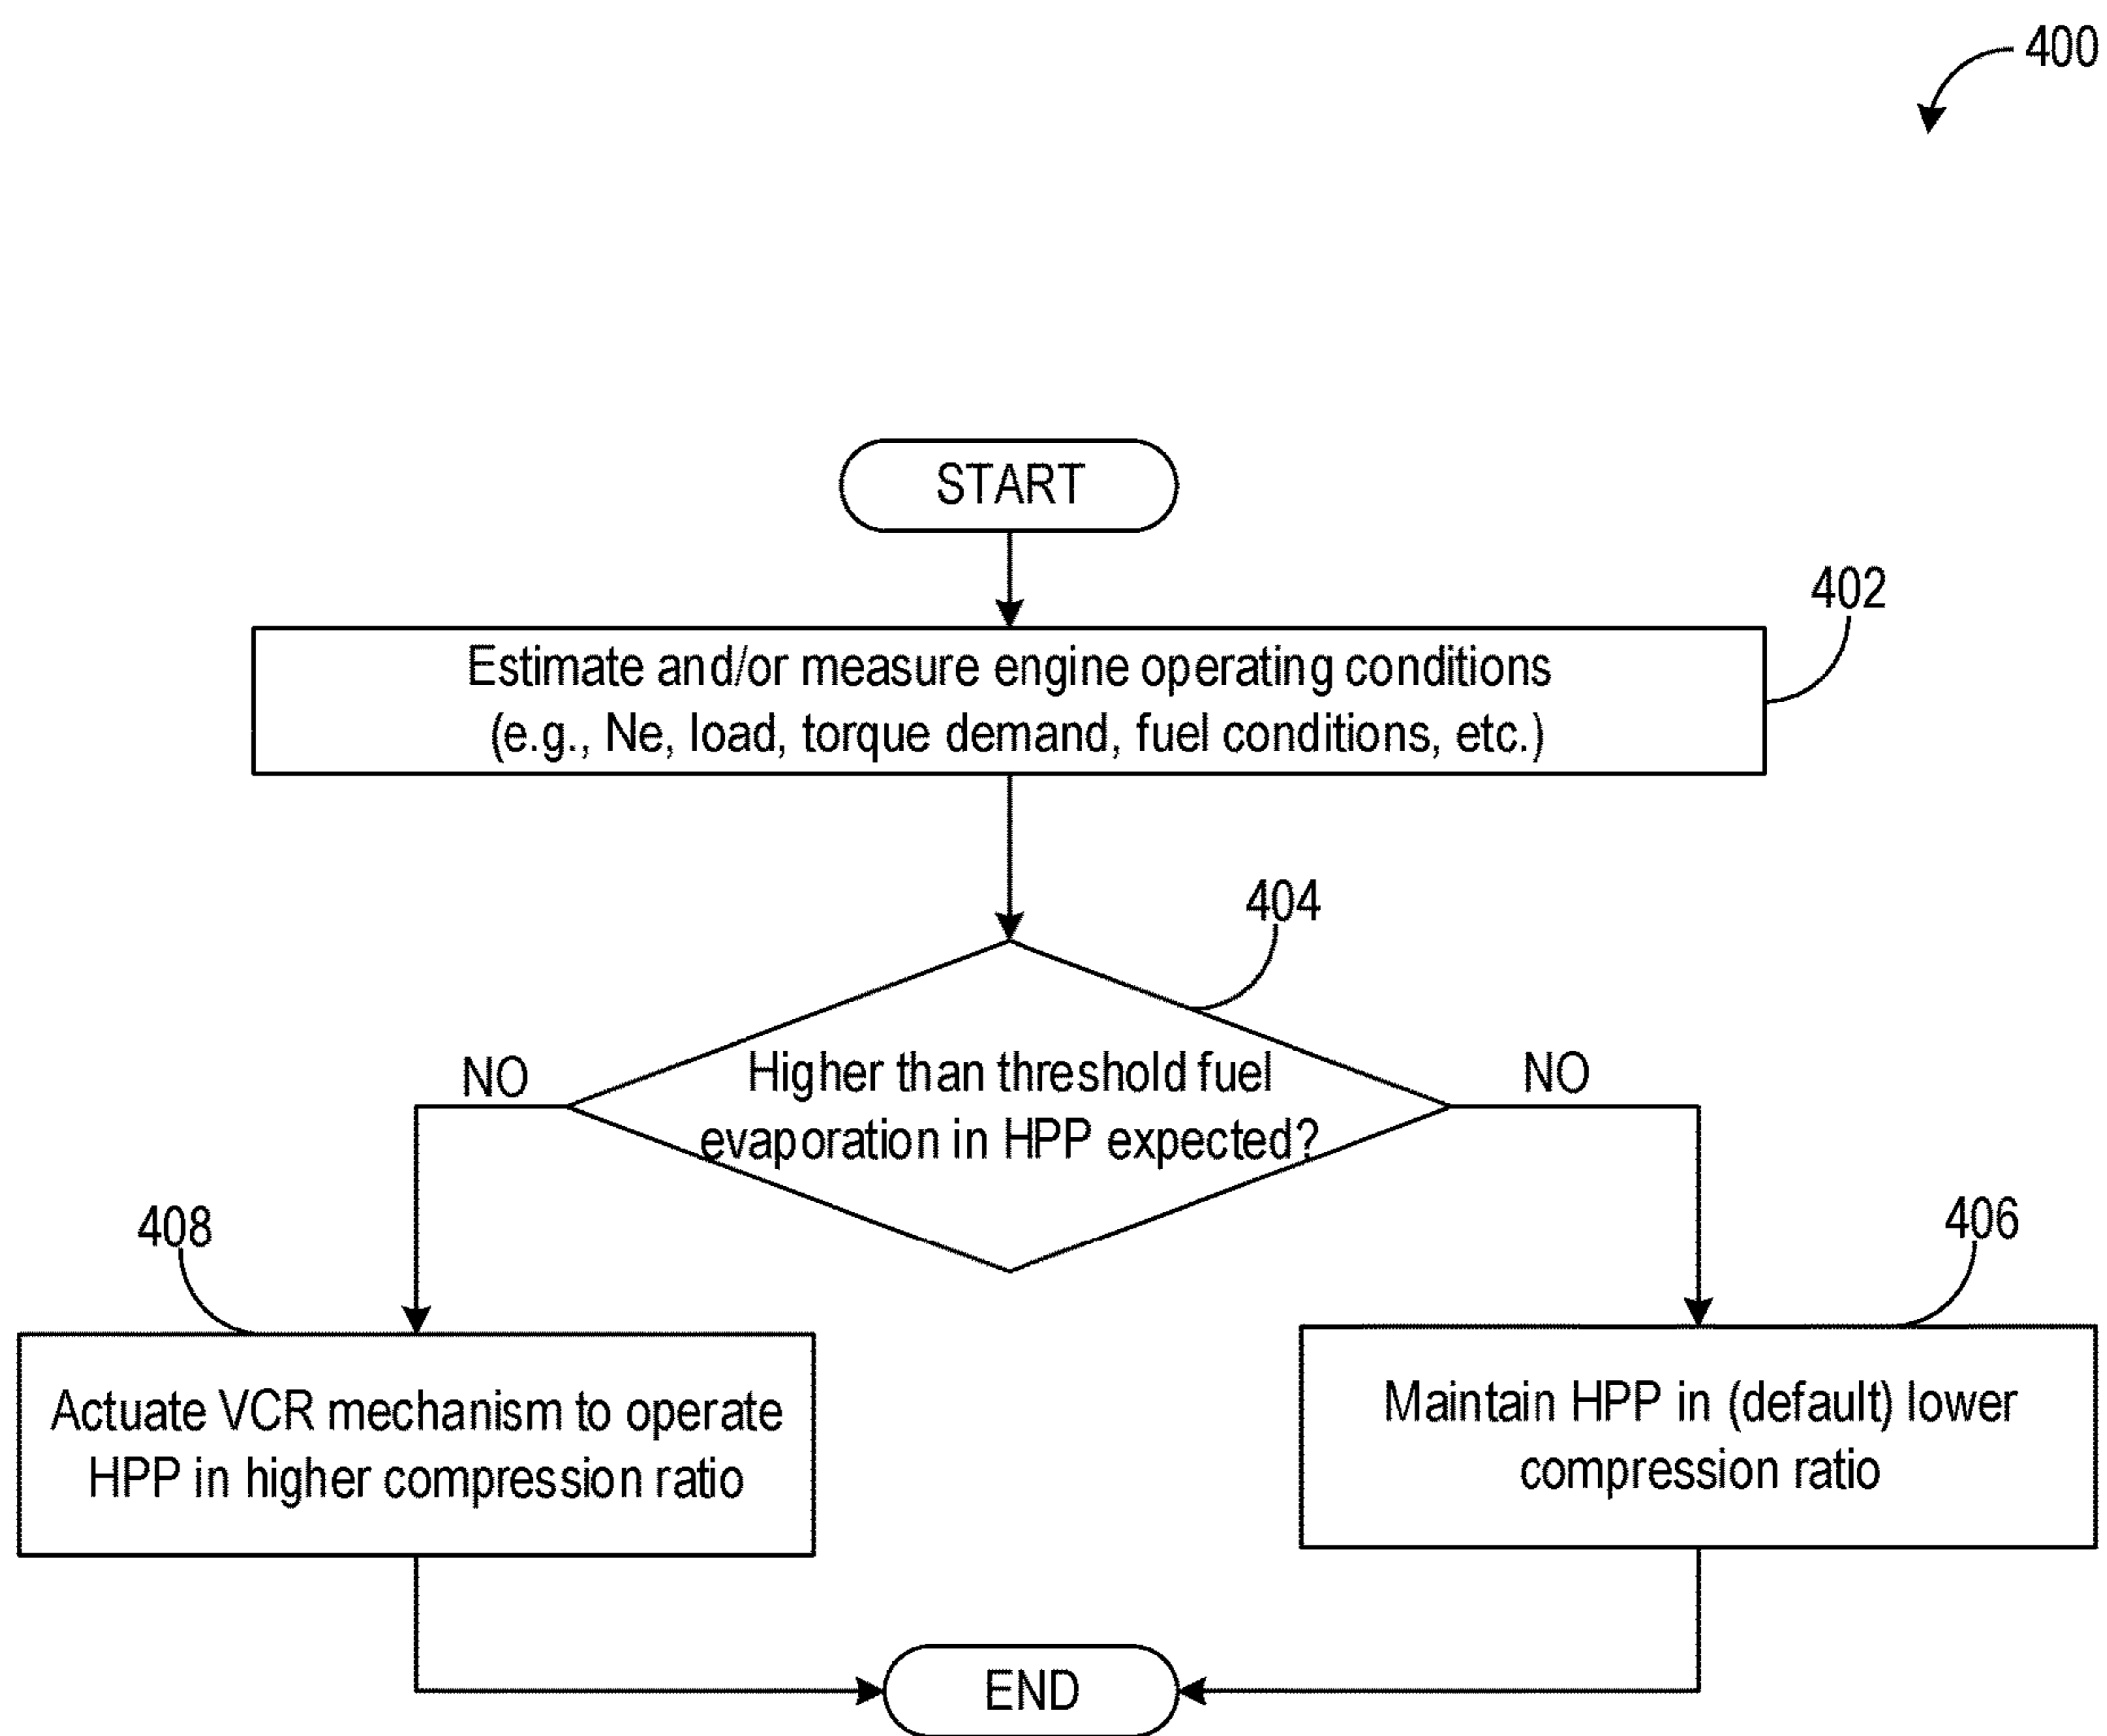 400
START
402
Estimate and/or measure engine operating conditions
(e.g., Ne, load, torque demand, fuel conditions, etc.)
404
NO
Higher than threshold fuel
evaporation in HPP expected?
NO
408
406
Actuate VCR mechanism to operate
HPP in higher compression ratio
Maintain HPP in (default) lower
compression ratio
END